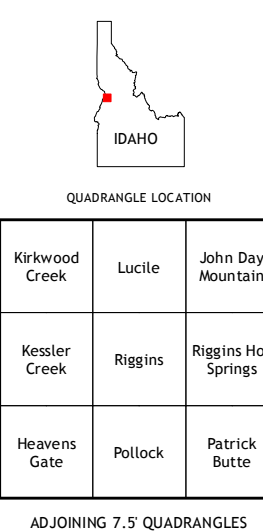 IDAHO
QUADRANGLE LOCATION
Kirkwood
Creek
Lucile
John Day
Mountain
Kessler
Creek
Riggins
Riggins Ho
Springs
Heavens
Gate
Pollock
Patrick
Butte
ADJOINING 7.5' QUADRANGLES